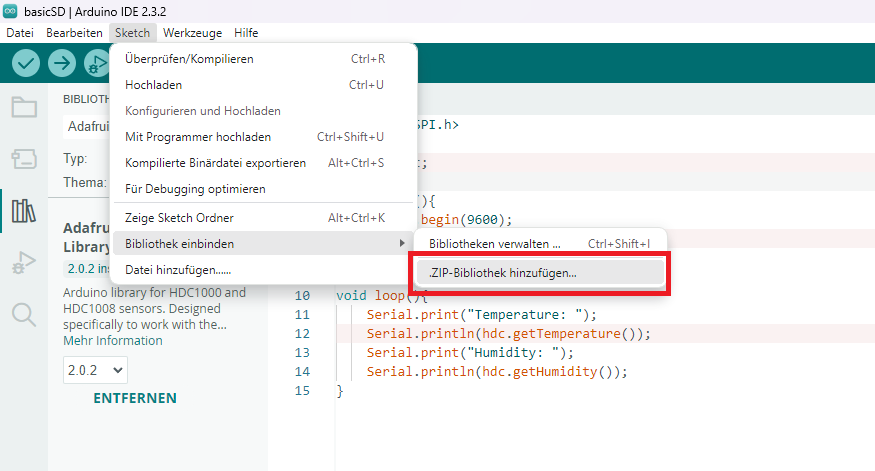 basicSD | Arduino IDE 2.3.2
Datei Bearbeiten Sketch Werkzeuge Hilfe
Überprüfen/Kompilieren Ctrl+R
Hochladen Ctrl+U
Konfigurieren und Hochladen
Mit Programmer hochladen Ctrl+Shift+U
Kompilierte Binärdatei exportieren Alt+Ctrl+S
Für Debugging optimieren
Zeige Sketch Ordner Alt+Ctrl+K
Bibliothek einbinden
Datei hinzufügen......
Bibliotheken verwalten ... Ctrl+Shift+I
.ZIP-Bibliothek hinzufügen...
BIBLIOTH
Adafrui
Typ:
Thema:
Adafru
Library
2.0.2 ins
Arduino library for HDC1000 and
HDC1008 sensors. Designed
specifically to work with the...
Mehr Information
2.0.2
ENTFERNEN
SPI.h>
;
(){
begin(9600);
10 void loop(){
11 Serial.print("Temperature: ");
12 Serial.println(hdc.getTemperature());
13 Serial.print("Humidity: ");
14 Serial.println(hdc.getHumidity());
15 }